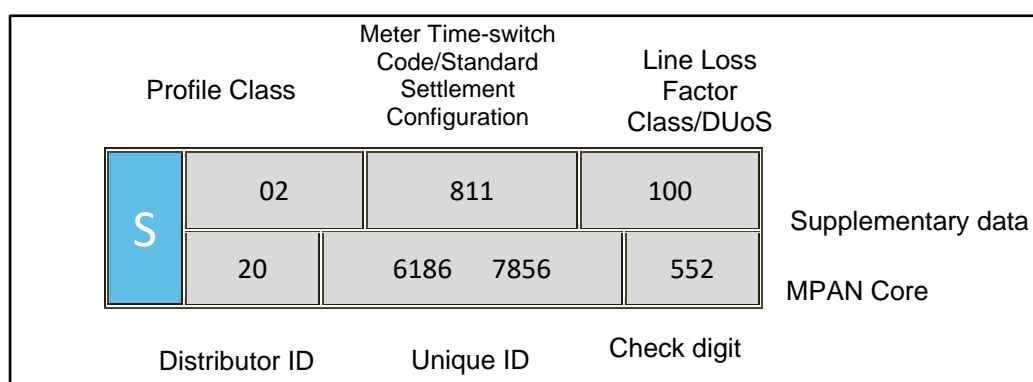 Meter Time-switch
Code/Standard
Settlement
Configuration
Profile Class
Line Loss
Factor
Class/DUoS
S
02 811 100
Supplementary data
20 6186 7856 552
MPAN Core
Distributor ID Unique ID Check digit